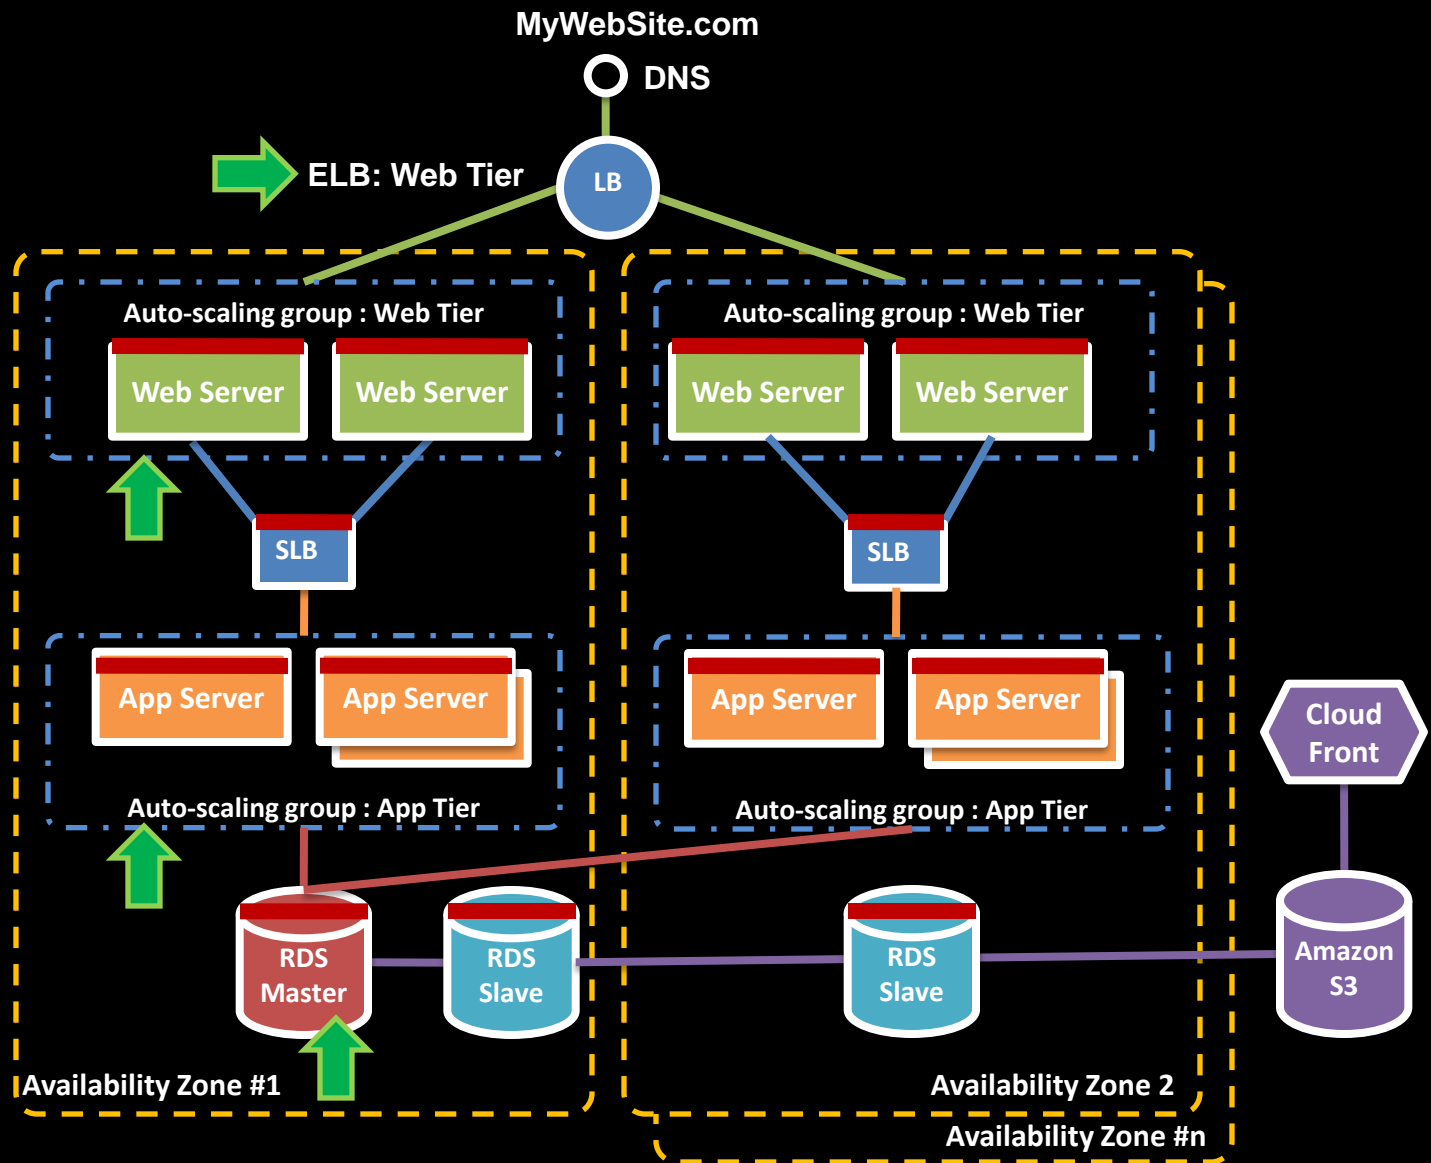 MyWebSite.com
DNS
ELB: Web Tier
LB
Auto-scaling group : Web Tier
Auto-scaling group : Web Tier
Web Server
Web Server
Web Server
Web Server
SLB
SLB
App Server
App Server
App Server
App Server
Cloud
Front
Auto-scaling group : App Tier
Auto-scaling group : App Tier
RDS
Master
RDS
Slave
RDS
Slave
Amazon
S3
Availability Zone #1
Availability Zone 2
Availability Zone #n